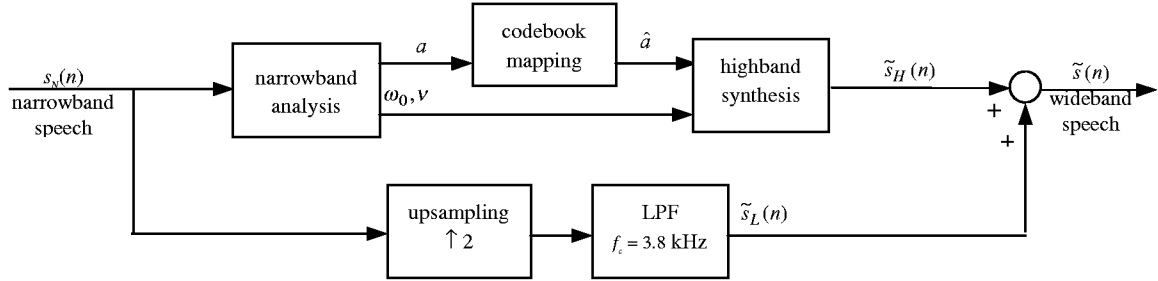 s_N(n)
narrowband
speech
narrowband
analysis
a
ω₀, ν
codebook
mapping
â
highband
synthesis
s̃_H(n)
+
+
s̃(n)
wideband
speech
upsampling
↑ 2
LPF
f_c = 3.8 kHz
s̃_L(n)